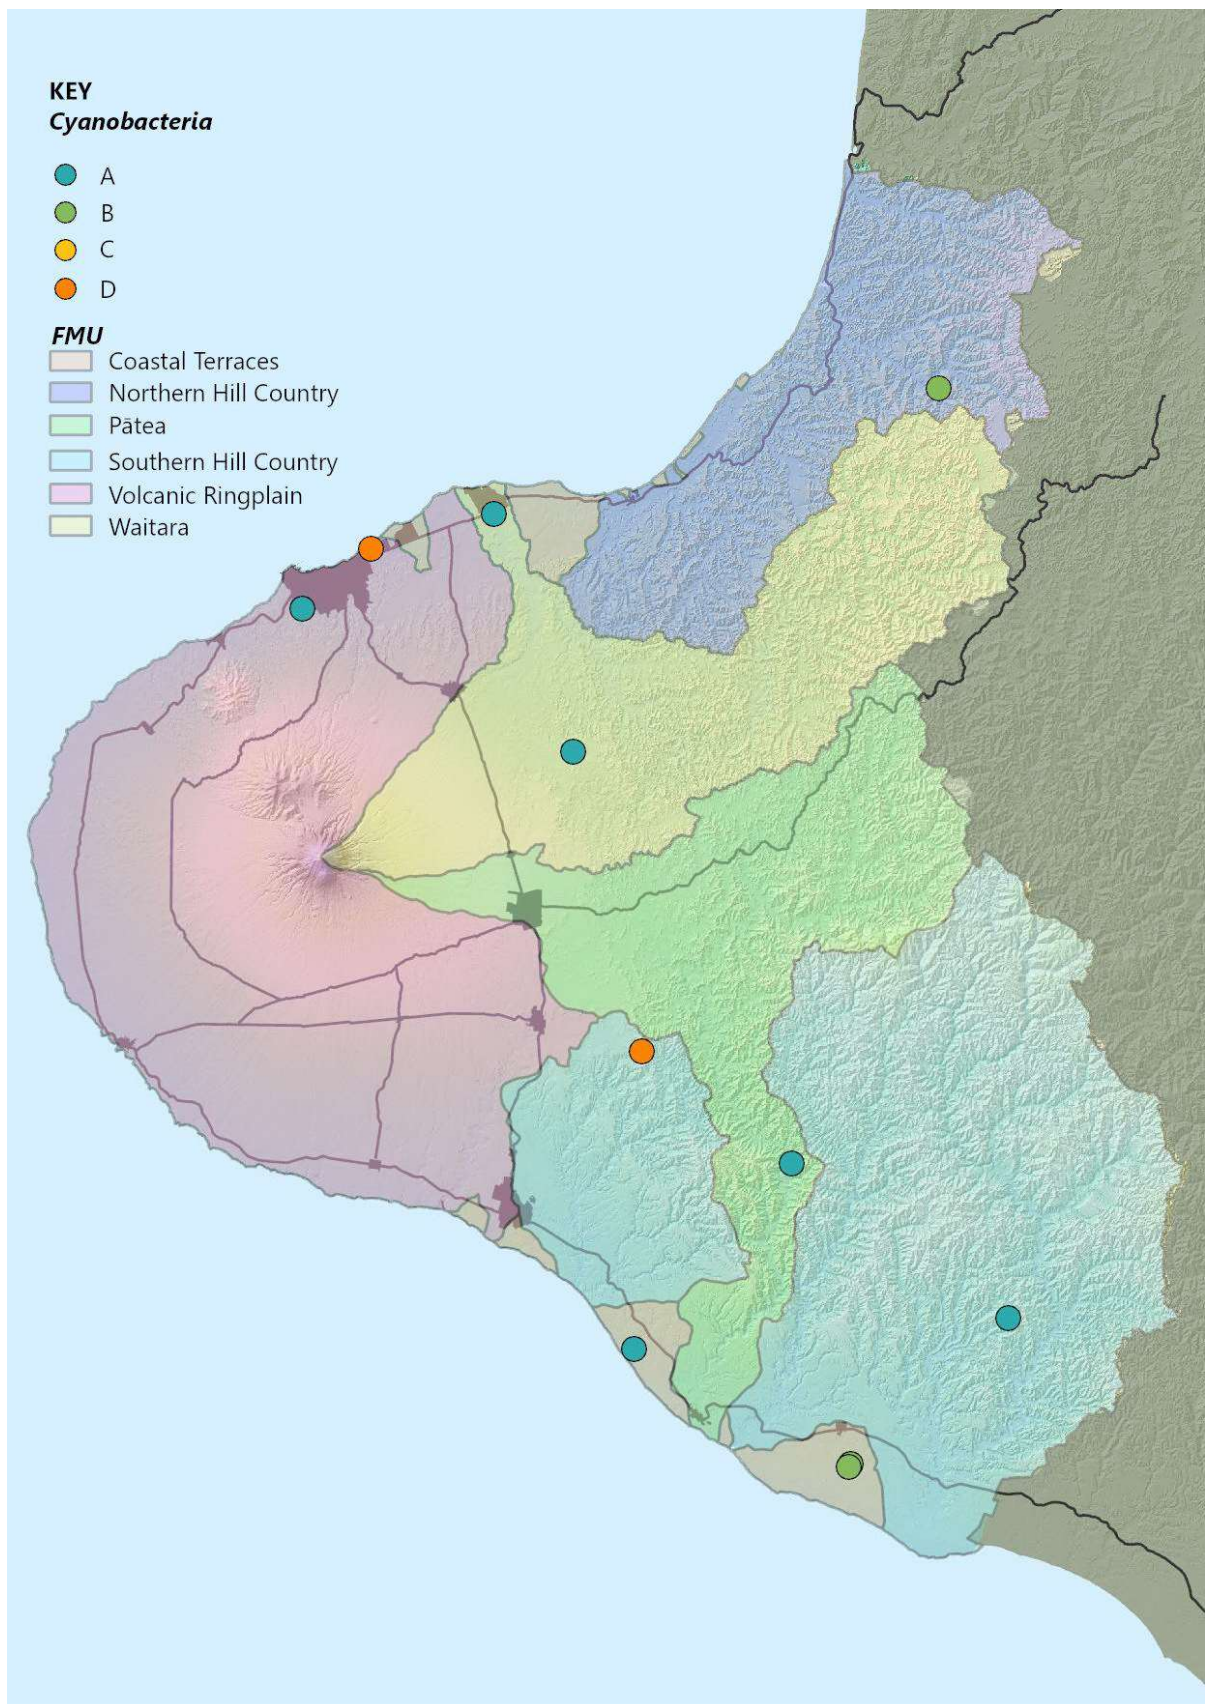 KEY
Cyanobacteria
A
B
C
D
FMU
Coastal Terraces
Northern Hill Country
Pātea
Southern Hill Country
Volcanic Ringplain
Waitara